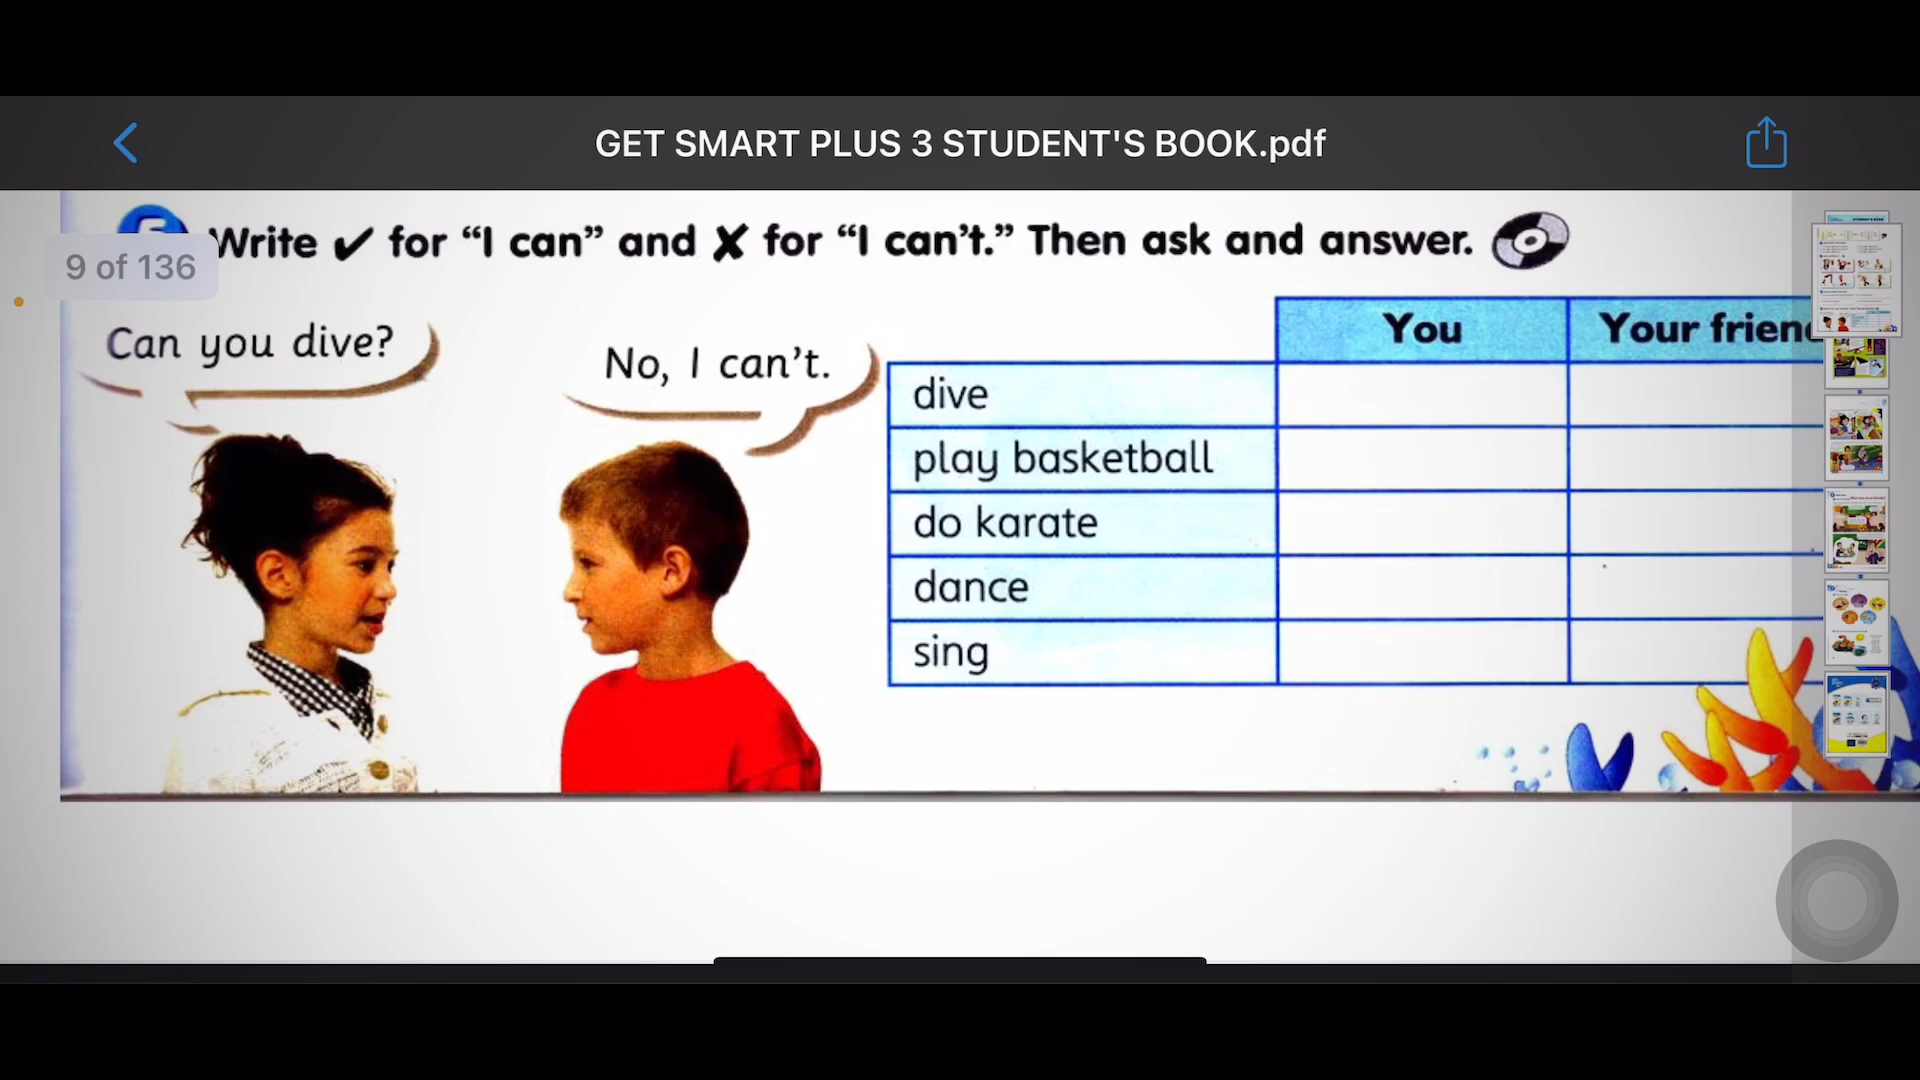 GET SMART PLUS 3 STUDENT'S BOOK.pdf
Write ✔ for “I can” and ✘ for “I can’t.” Then ask and answer.
9 of 136
Can you dive?
No, I can’t.
You
dive
play basketball
do karate
dance
sing
Your